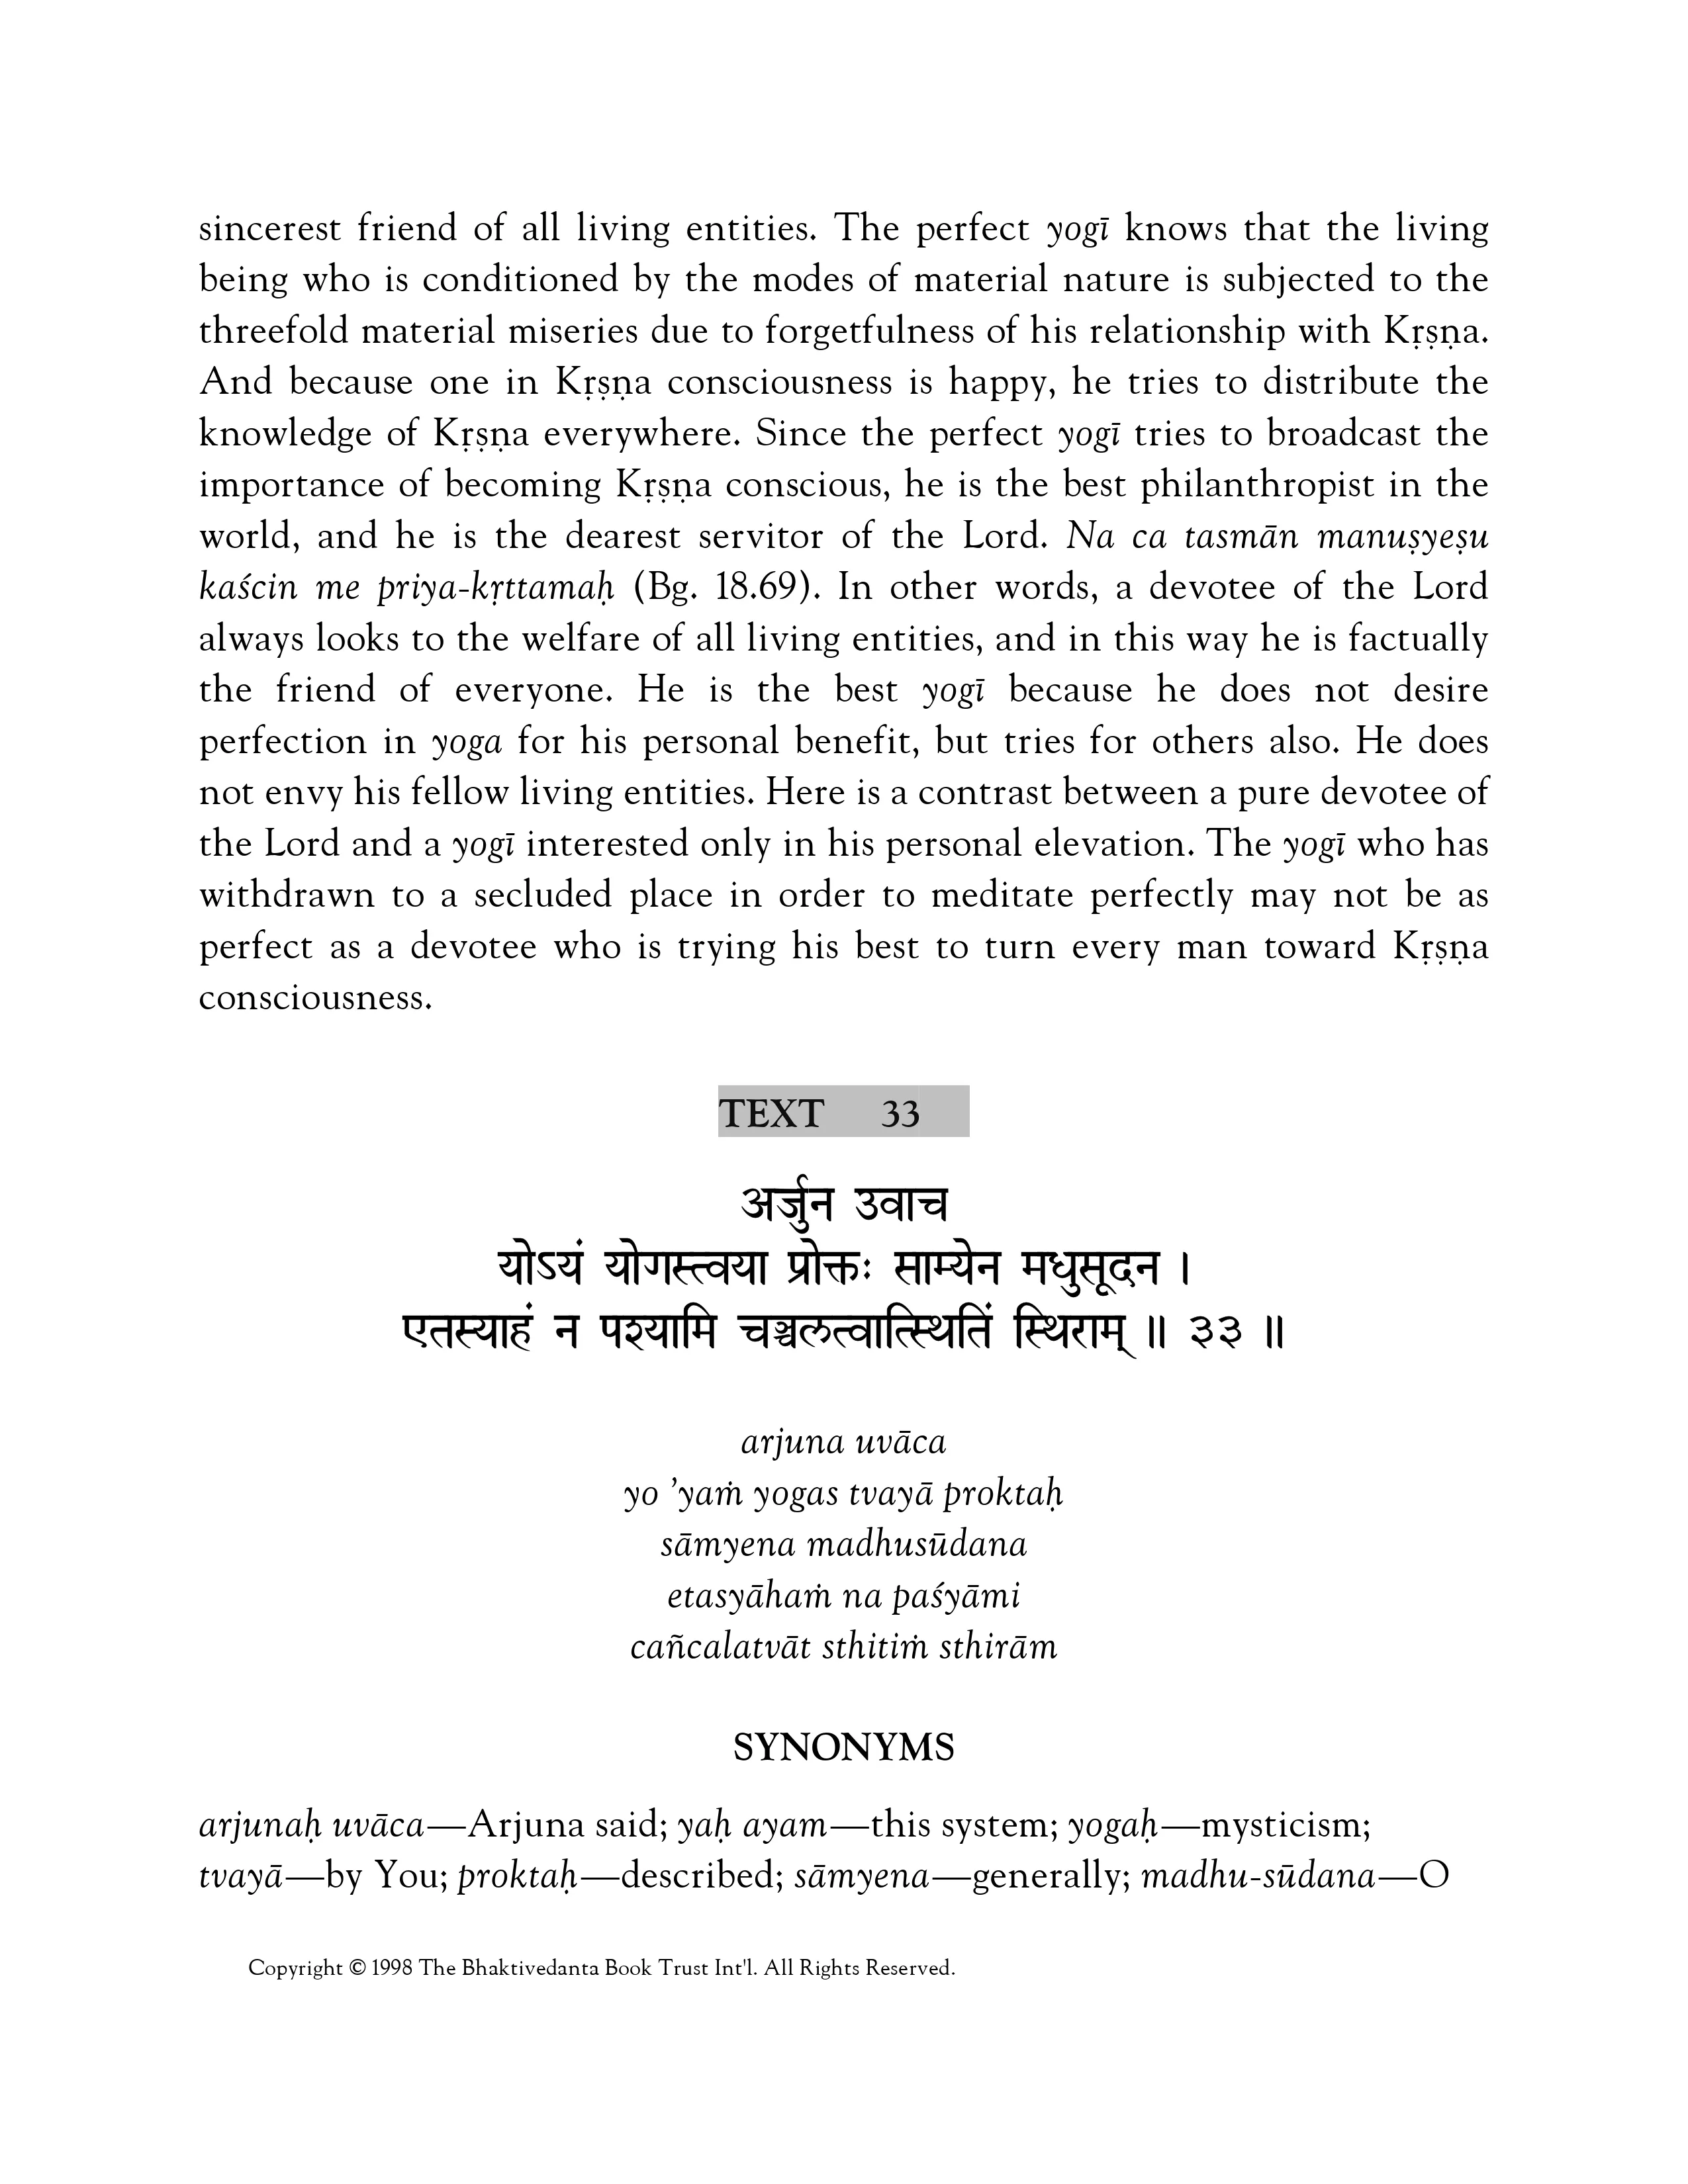 sincerest friend of all living entities. The perfect yogī knows that the living
being who is conditioned by the modes of material nature is subjected to the
threefold material miseries due to forgetfulness of his relationship with Kṛṣṇa.
And because one in Kṛṣṇa consciousness is happy, he tries to distribute the
knowledge of Kṛṣṇa everywhere. Since the perfect yogī tries to broadcast the
importance of becoming Kṛṣṇa conscious, he is the best philanthropist in the
world, and he is the dearest servitor of the Lord. Na ca tasmān manuṣyeṣu
kaścin me priya-kṛttamaḥ (Bg. 18.69). In other words, a devotee of the Lord
always looks to the welfare of all living entities, and in this way he is factually
the friend of everyone. He is the best yogī because he does not desire
perfection in yoga for his personal benefit, but tries for others also. He does
not envy his fellow living entities. Here is a contrast between a pure devotee of
the Lord and a yogī interested only in his personal elevation. The yogī who has
withdrawn to a secluded place in order to meditate perfectly may not be as
perfect as a devotee who is trying his best to turn every man toward Kṛṣṇa
consciousness.
TEXT 33
अर्जुन उवाच
योऽयं योगस्त्वया प्रोक्तः साम्येन मधुसूदन ।
एतस्याहं न पश्यामि चञ्चलत्वात्स्थितिं स्थिराम् ॥ ३३ ॥
arjuna uvāca
yo ’yaṁ yogas tvayā proktaḥ
sāmyena madhusūdana
etasyāhaṁ na paśyāmi
cañcalatvāt sthitiṁ sthirām
SYNONYMS
arjunaḥ uvāca—Arjuna said; yaḥ ayam—this system; yogaḥ—mysticism;
tvayā—by You; proktaḥ—described; sāmyena—generally; madhu-sūdana—O
Copyright © 1998 The Bhaktivedanta Book Trust Int'l. All Rights Reserved.